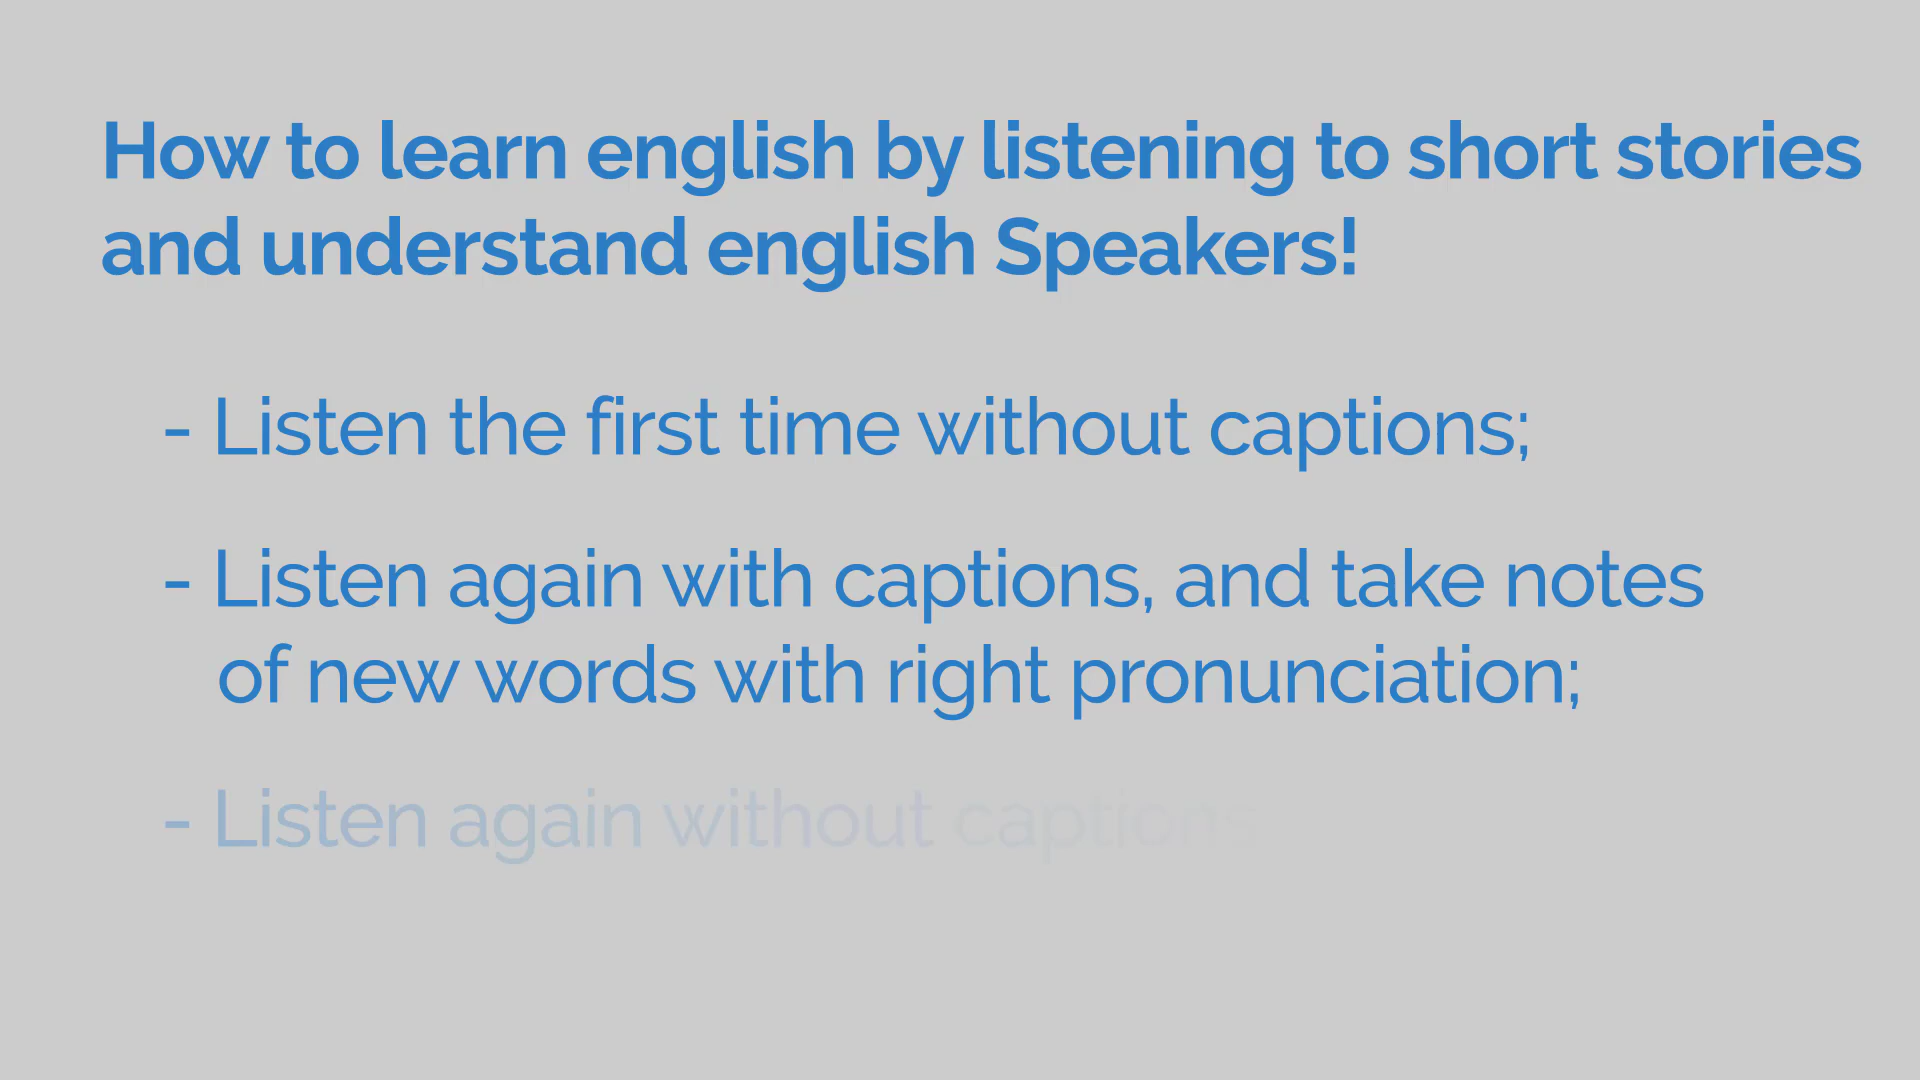 How to learn english by listening to short stories
and understand english Speakers!
- Listen the first time without captions;
- Listen again with captions, and take notes
of new words with right pronunciation;
- Listen again without captions